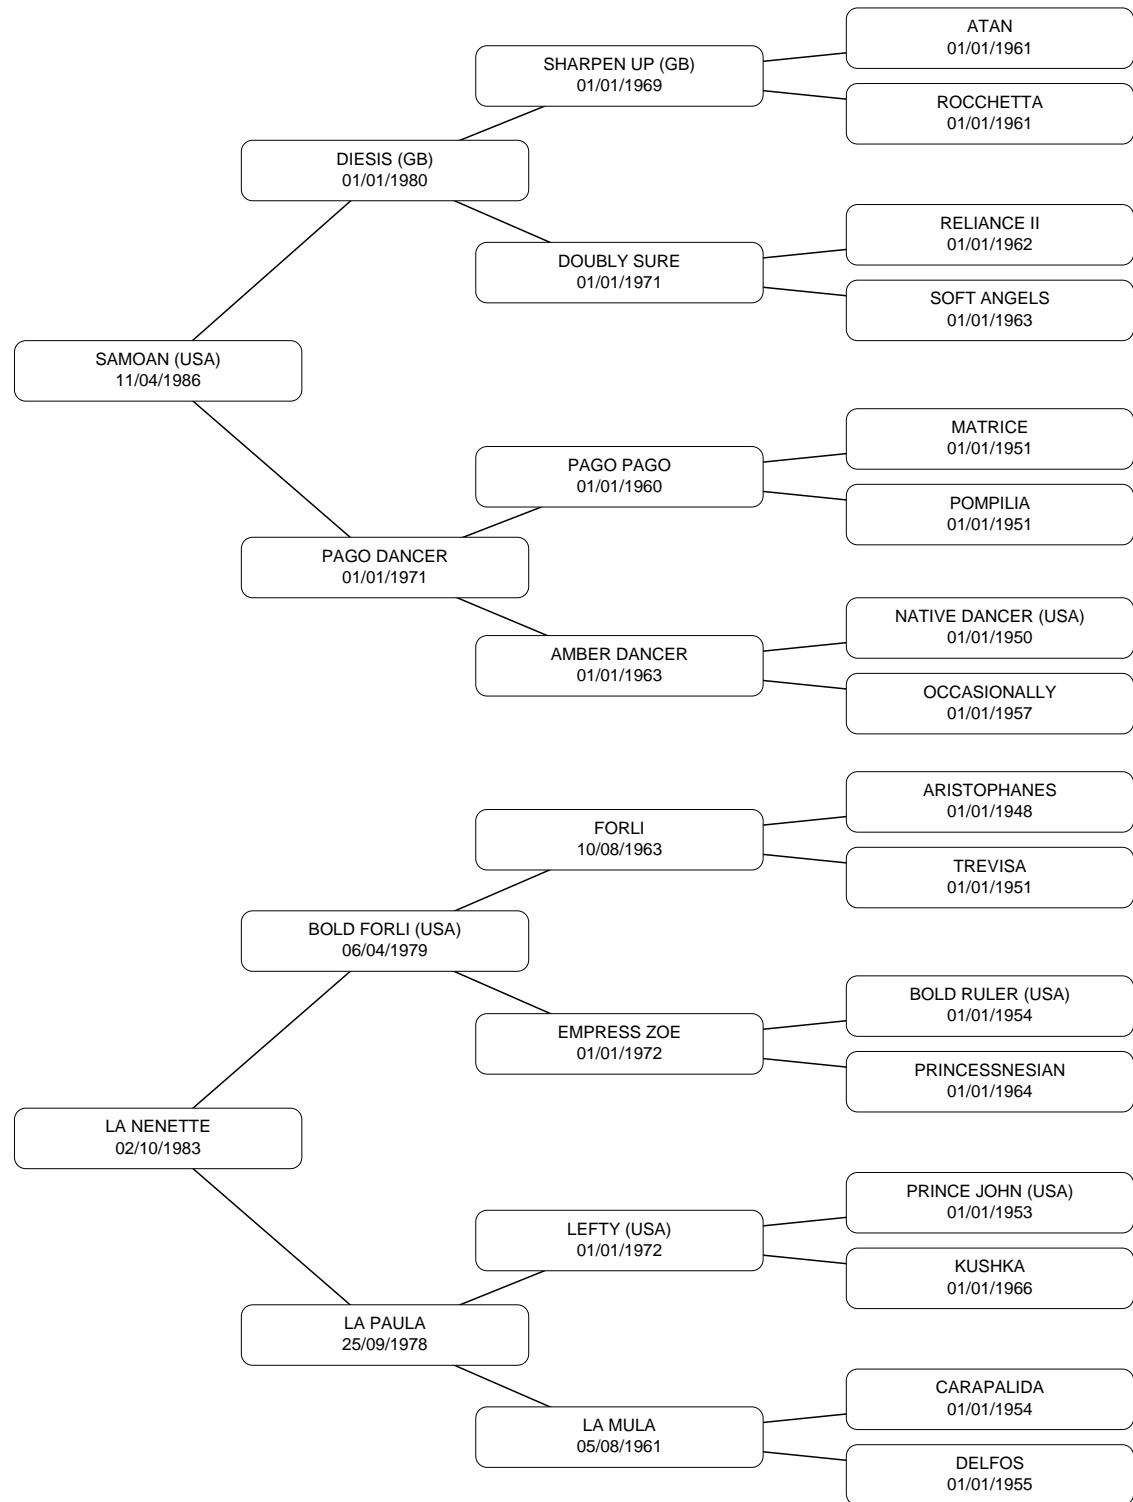 ATAN
01/01/1961
SHARPEN UP (GB)
01/01/1969
ROCCHETTA
01/01/1961
DIESIS (GB)
01/01/1980
RELIANCE II
01/01/1962
DOUBLY SURE
01/01/1971
SOFT ANGELS
01/01/1963
SAMOAN (USA)
11/04/1986
MATRICE
01/01/1951
PAGO PAGO
01/01/1960
POMPILIA
01/01/1951
PAGO DANCER
01/01/1971
NATIVE DANCER (USA)
01/01/1950
AMBER DANCER
01/01/1963
OCCASIONALLY
01/01/1957
ARISTOPHANES
01/01/1948
FORLI
10/08/1963
TREVISA
01/01/1951
BOLD FORLI (USA)
06/04/1979
BOLD RULER (USA)
01/01/1954
EMPRESS ZOE
01/01/1972
PRINCESSNESIAN
01/01/1964
LA NENETTE
02/10/1983
PRINCE JOHN (USA)
01/01/1953
LEFTY (USA)
01/01/1972
KUSHKA
01/01/1966
LA PAULA
25/09/1978
CARAPALIDA
01/01/1954
LA MULA
05/08/1961
DELFOS
01/01/1955